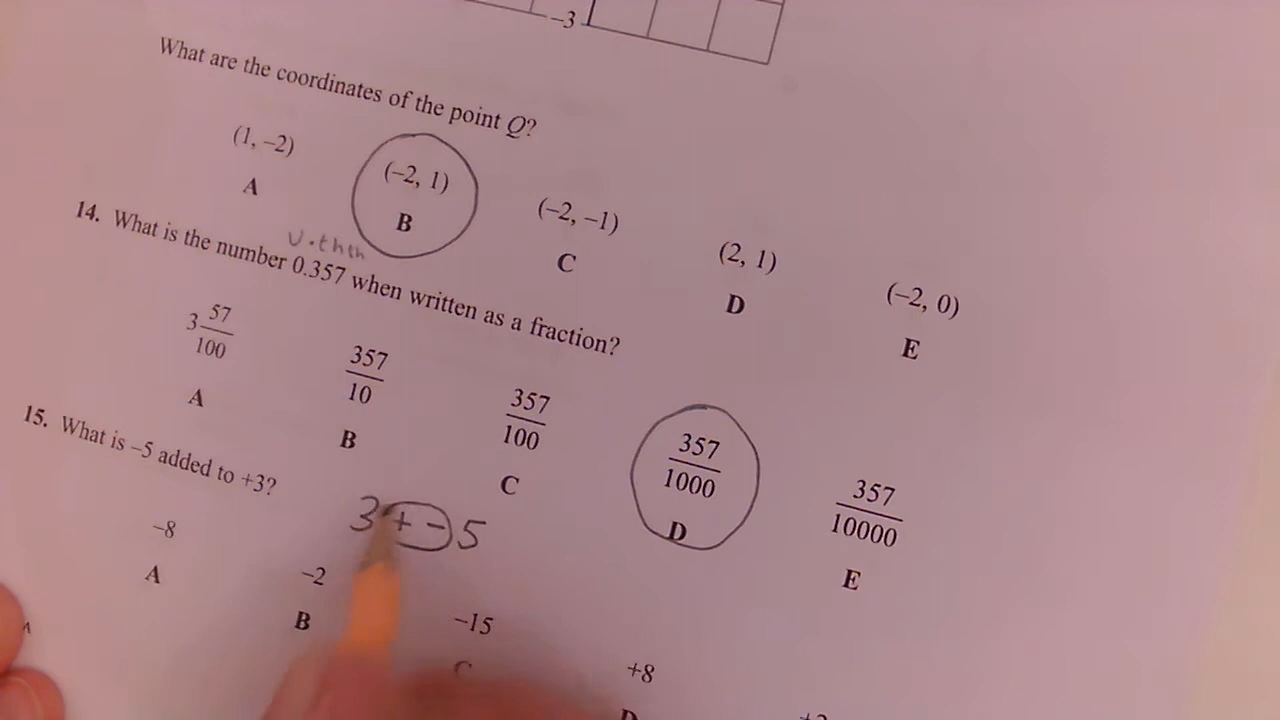 -3
What are the coordinates of the point Q?
(1, –2) (–2, 1) (–2, –1) (2, 1) (–2, 0)
A B C D E
u.thth
14. What is the number 0.357 when written as a fraction?
3 57/100 357/10 357/100 357/1000 357/10000
A B C D E
15. What is –5 added to +3?
3 + - 5
–8 –2 –15 +8
A B C D